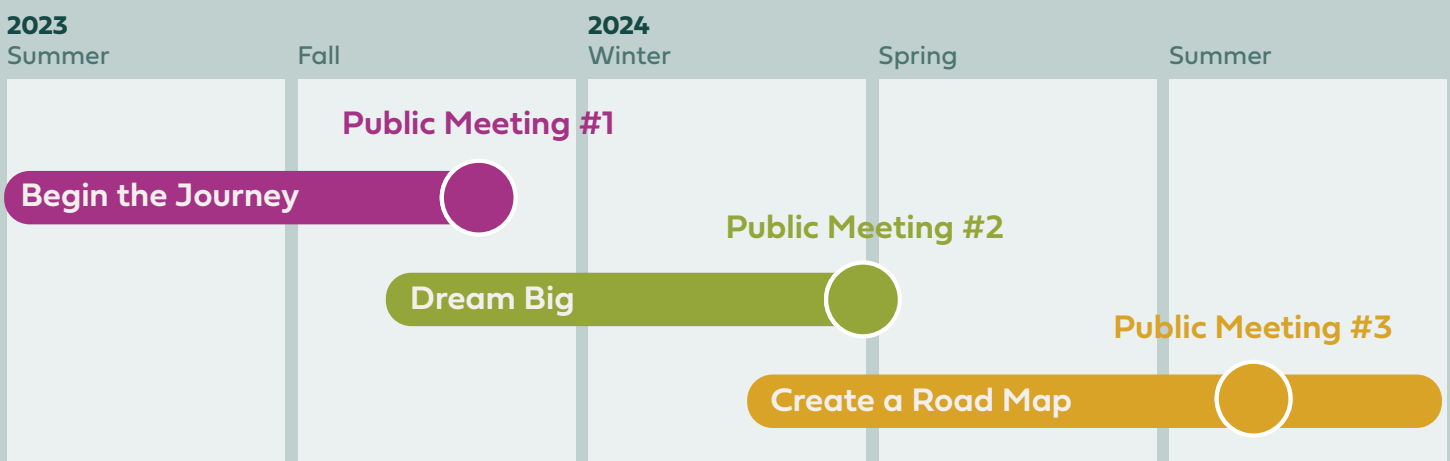 2023
2024
Summer
Fall
Winter
Spring
Summer
Public Meeting #1
Begin the Journey
Public Meeting #2
Dream Big
Public Meeting #3
Create a Road Map